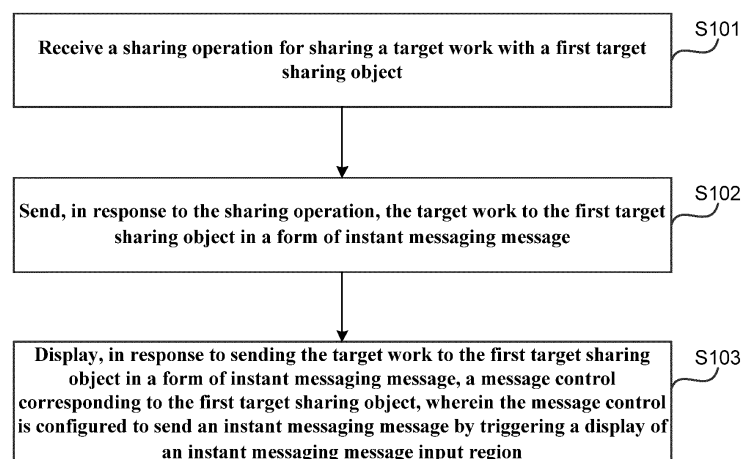 Receive a sharing operation for sharing a target work with a first target
sharing object
S101
Send, in response to the sharing operation, the target work to the first target
sharing object in a form of instant messaging message
S102
Display, in response to sending the target work to the first target sharing
object in a form of instant messaging message, a message control
corresponding to the first target sharing object, wherein the message control
is configured to send an instant messaging message by triggering a display of
an instant messaging message input region
S103